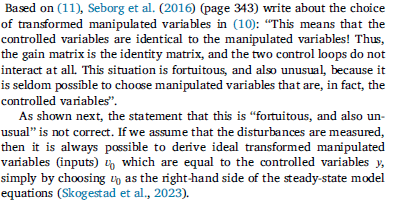 Based on (11), Seborg et al. (2016) (page 343) write about the choice
of transformed manipulated variables in (10): “This means that the
controlled variables are identical to the manipulated variables! Thus,
the gain matrix is the identity matrix, and the two control loops do not
interact at all. This situation is fortuitous, and also unusual, because it
is seldom possible to choose manipulated variables that are, in fact, the
controlled variables”.
As shown next, the statement that this is “fortuitous, and also un-
usual” is not correct. If we assume that the disturbances are measured,
then it is always possible to derive ideal transformed manipulated
variables (inputs) v₀ which are equal to the controlled variables y,
simply by choosing v₀ as the right-hand side of the steady-state model
equations (Skogestad et al., 2023).